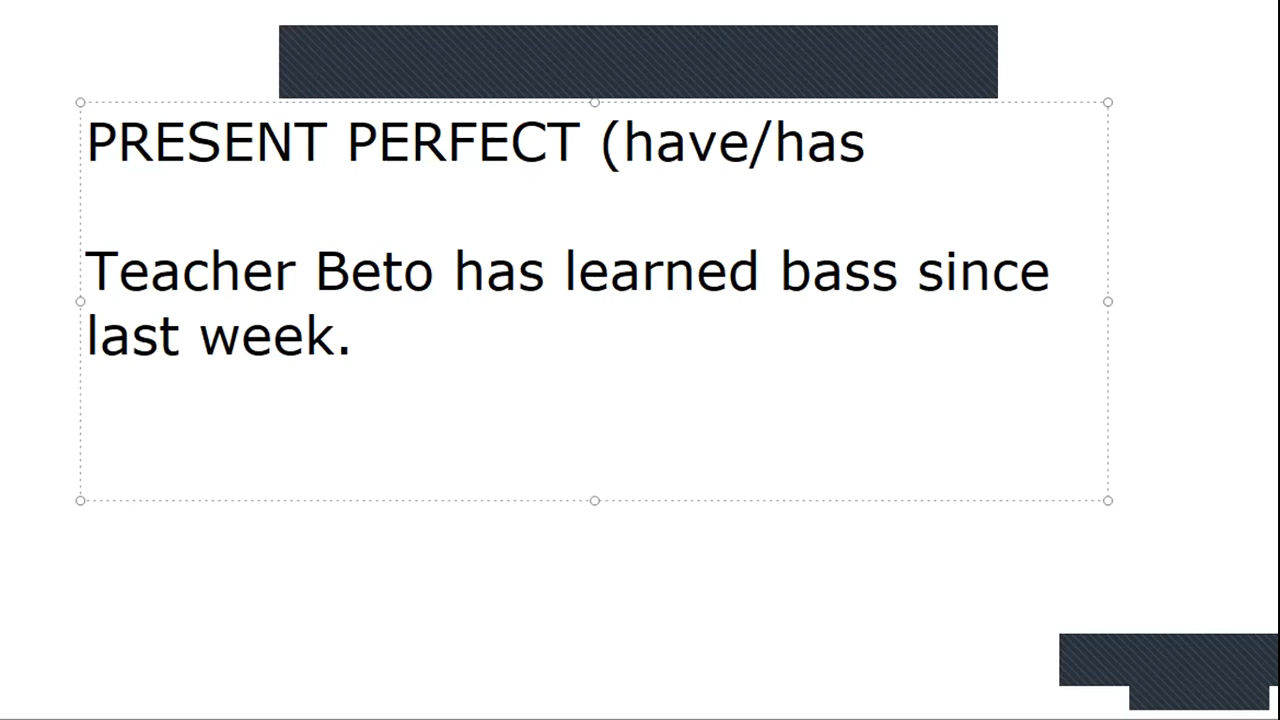 PRESENT PERFECT (have/has
Teacher Beto has learned bass since
last week.